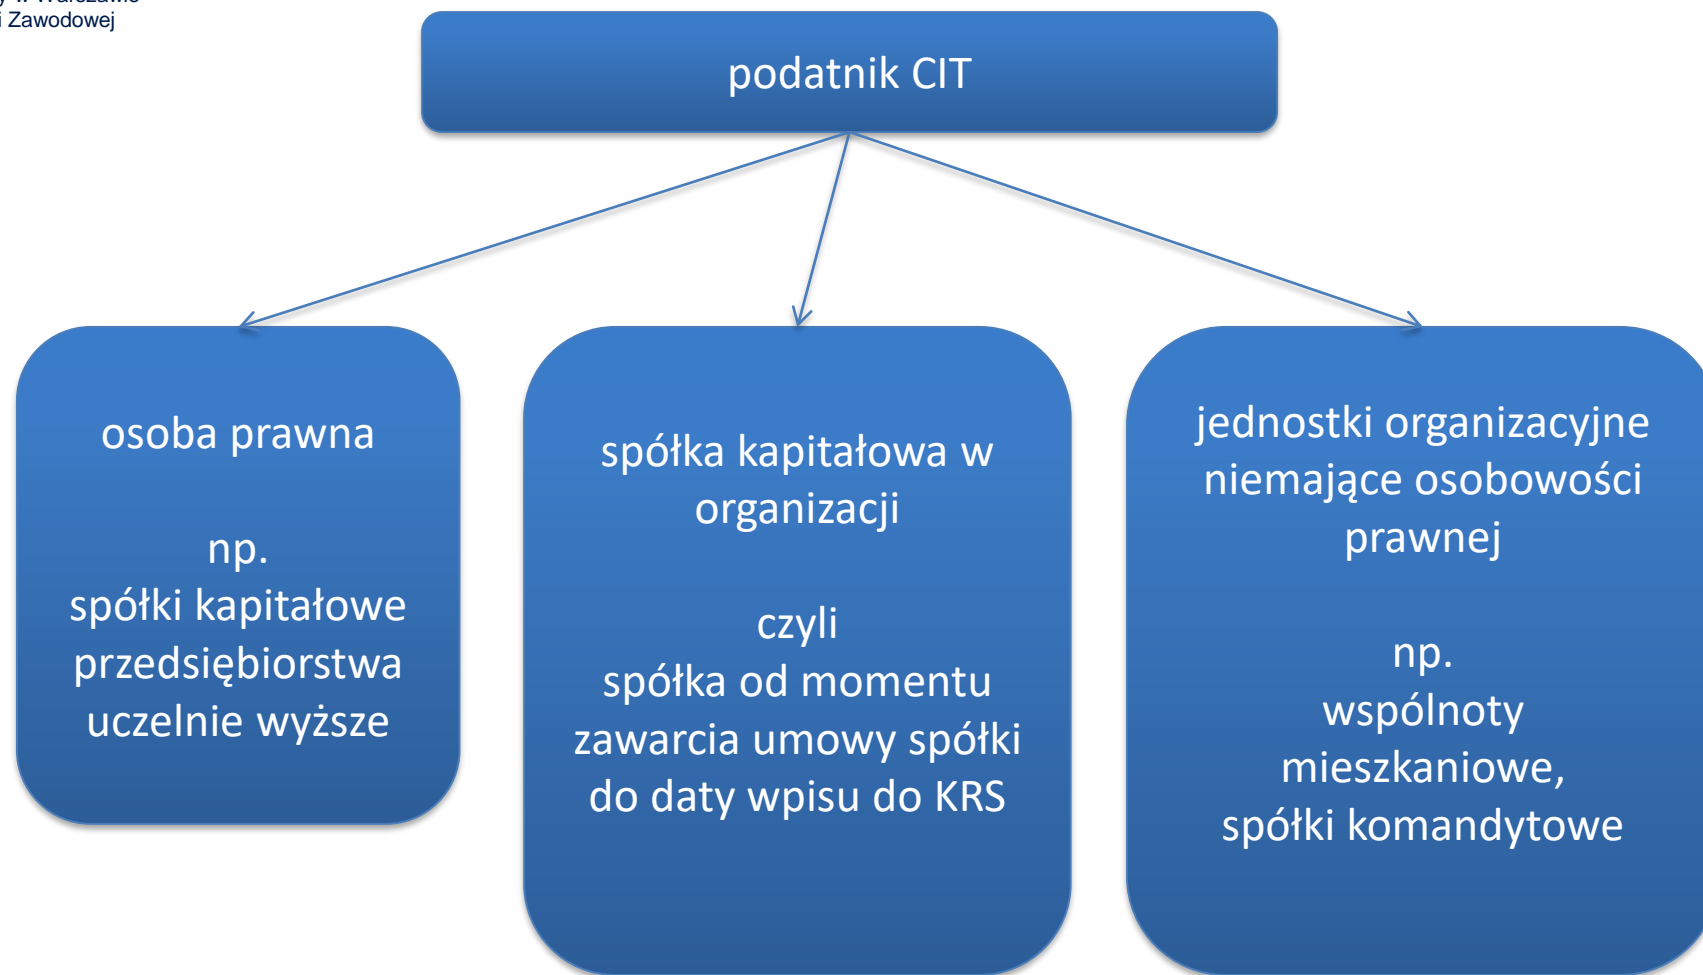 i Zawodowej
podatnik CIT
osoba prawna
np.
spółki kapitałowe
przedsiębiorstwa
uczelnie wyższe
spółka kapitałowa w
organizacji
czyli
spółka od momentu
zawarcia umowy spółki
do daty wpisu do KRS
jednostki organizacyjne
niemające osobowości
prawnej
np.
wspólnoty
mieszkaniowe,
spółki komandytowe